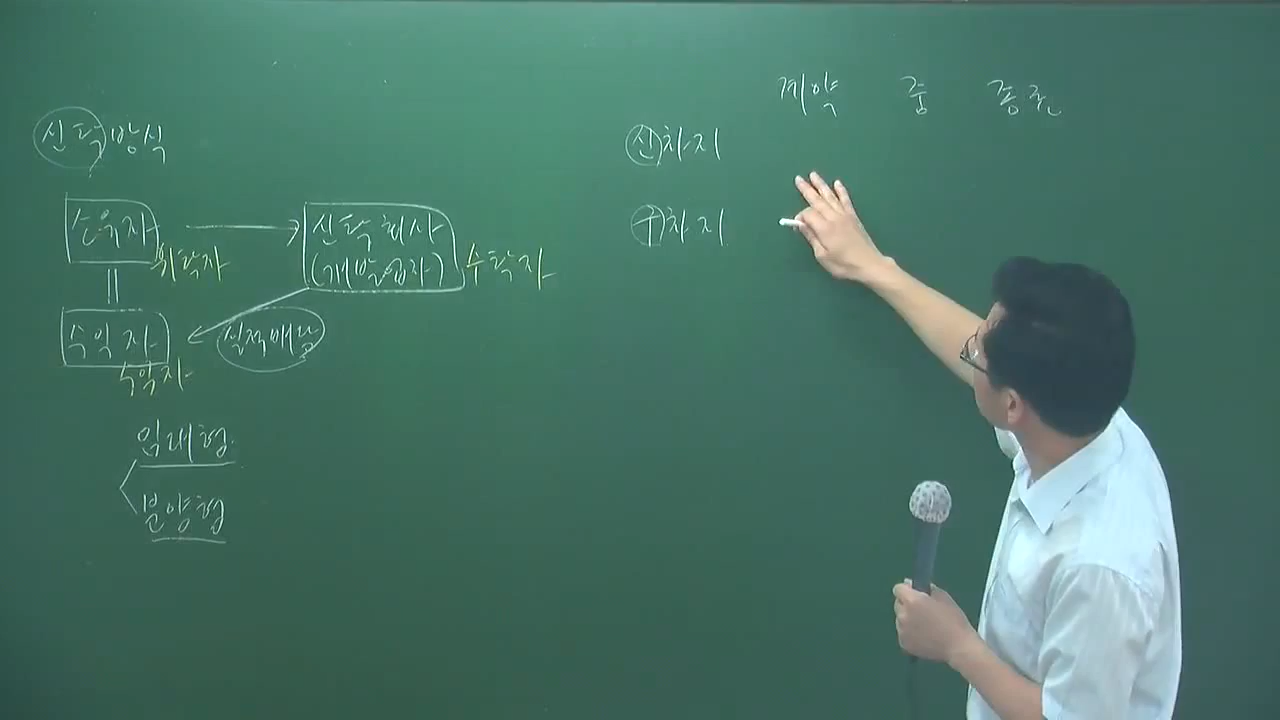 신탁방식
소유자
위탁자
신탁회사
(개발업자)
수탁자
수익자
수익자
실적배당
임대형
분양형
계약 중 종료
신차지
구차지